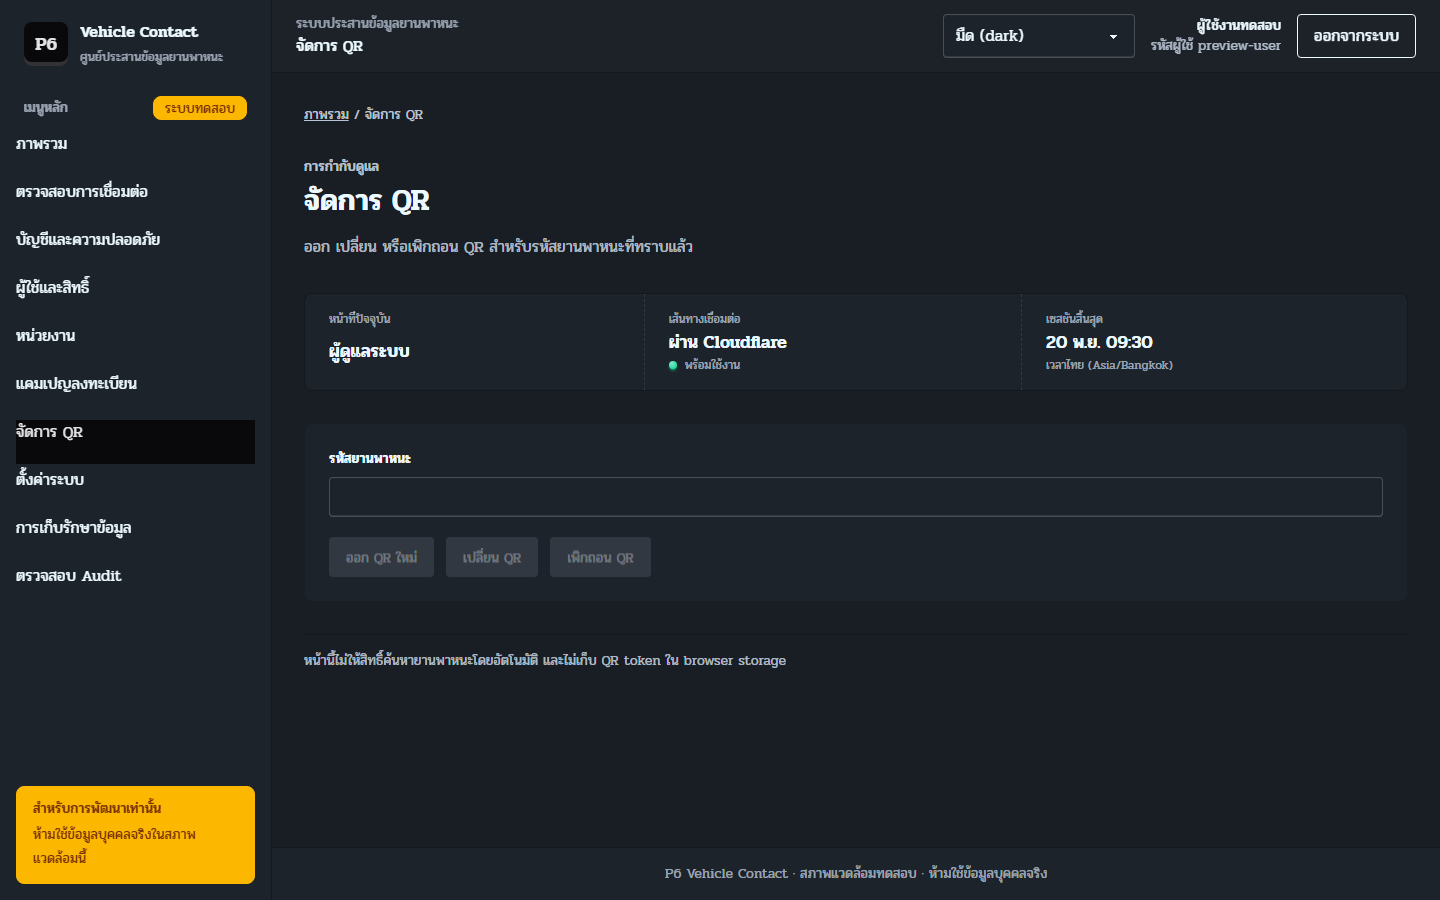 P6
Vehicle Contact
ศูนย์ประสานข้อมูลยานพาหนะ
เมนูหลัก
ระบบทดสอบ
ภาพรวม
ตรวจสอบการเชื่อมต่อ
บัญชีและความปลอดภัย
ผู้ใช้และสิทธิ์
หน่วยงาน
แคมเปญลงทะเบียน
จัดการ QR
ตั้งค่าระบบ
การเก็บรักษาข้อมูล
ตรวจสอบ Audit
สำหรับการพัฒนาเท่านั้น
ห้ามใช้ข้อมูลบุคคลจริงในสภาพ
แวดล้อมนี้
ระบบประสานข้อมูลยานพาหนะ
จัดการ QR
มืด (dark)
ผู้ใช้งานทดสอบ
รหัสผู้ใช้ preview-user
ออกจากระบบ
ภาพรวม / จัดการ QR
การกำกับดูแล
จัดการ QR
ออก เปลี่ยน หรือเพิกถอน QR สำหรับรหัสยานพาหนะที่ทราบแล้ว
หน้าที่ปัจจุบัน
ผู้ดูแลระบบ
เส้นทางเชื่อมต่อ
ผ่าน Cloudflare
พร้อมใช้งาน
เซสชันสิ้นสุด
20 พ.ย. 09:30
เวลาไทย (Asia/Bangkok)
รหัสยานพาหนะ
ออก QR ใหม่
เปลี่ยน QR
เพิกถอน QR
หน้านี้ไม่ให้สิทธิ์ค้นหายานพาหนะโดยอัตโนมัติ และไม่เก็บ QR token ใน browser storage
P6 Vehicle Contact · สภาพแวดล้อมทดสอบ · ห้ามใช้ข้อมูลบุคคลจริง